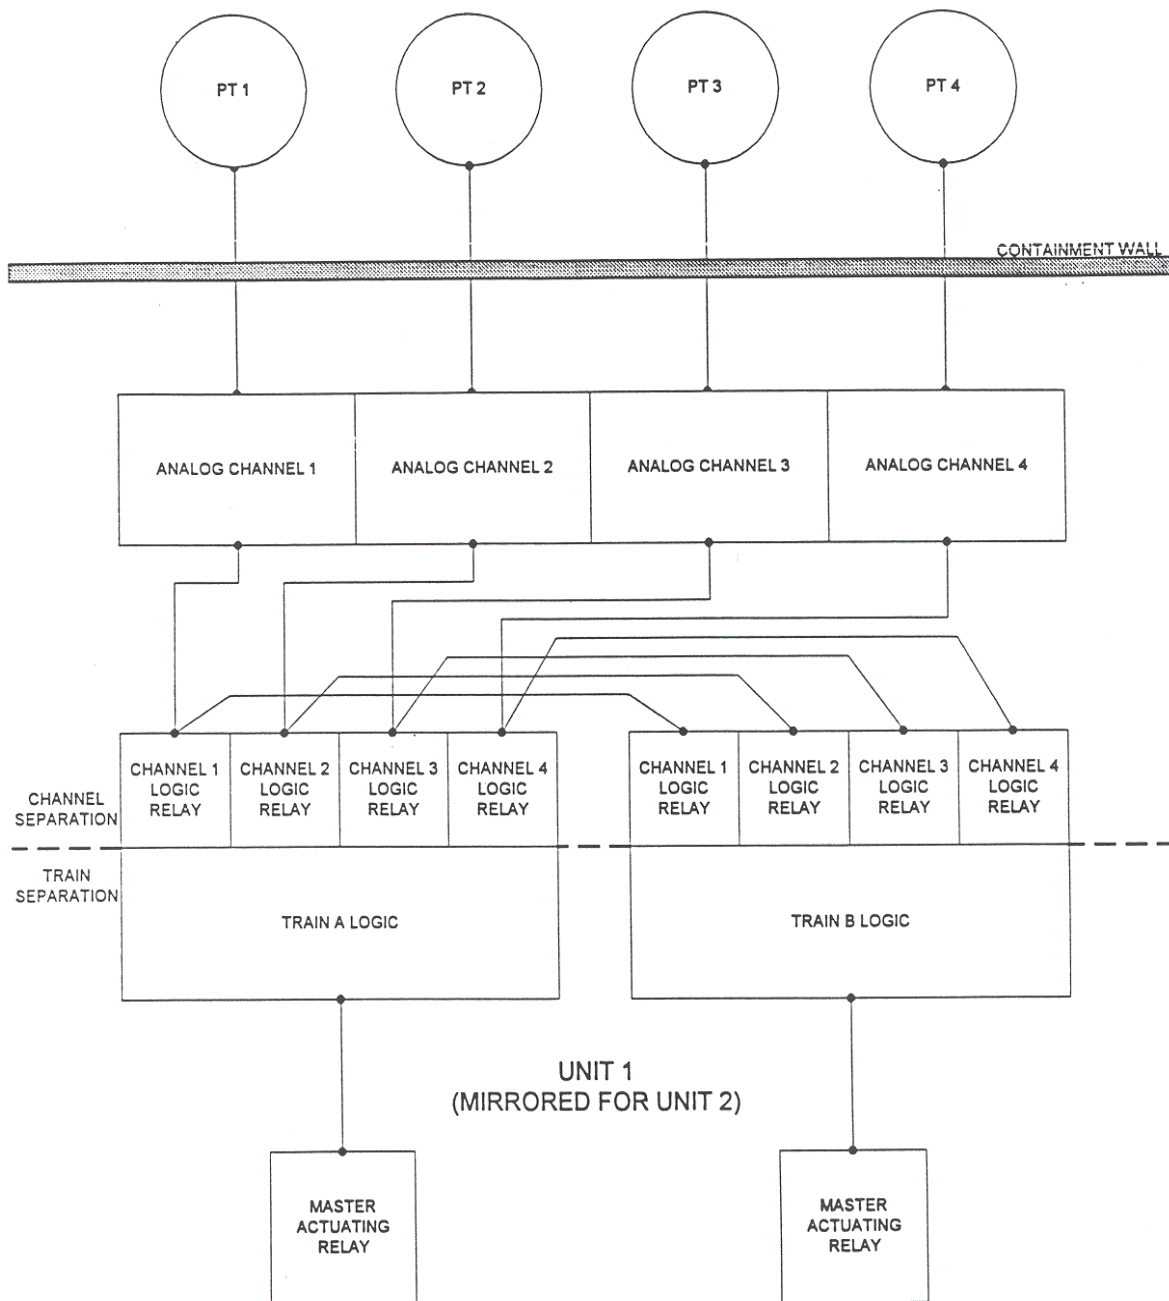 PT 1
PT 2
PT 3
PT 4
CONTAINMENT WALL
ANALOG CHANNEL 1
ANALOG CHANNEL 2
ANALOG CHANNEL 3
ANALOG CHANNEL 4
CHANNEL 1
LOGIC
RELAY
CHANNEL 2
LOGIC
RELAY
CHANNEL 3
LOGIC
RELAY
CHANNEL 4
LOGIC
RELAY
CHANNEL 1
LOGIC
RELAY
CHANNEL 2
LOGIC
RELAY
CHANNEL 3
LOGIC
RELAY
CHANNEL 4
LOGIC
RELAY
CHANNEL
SEPARATION
TRAIN
SEPARATION
TRAIN A LOGIC
TRAIN B LOGIC
UNIT 1
(MIRRORED FOR UNIT 2)
MASTER
ACTUATING
RELAY
MASTER
ACTUATING
RELAY